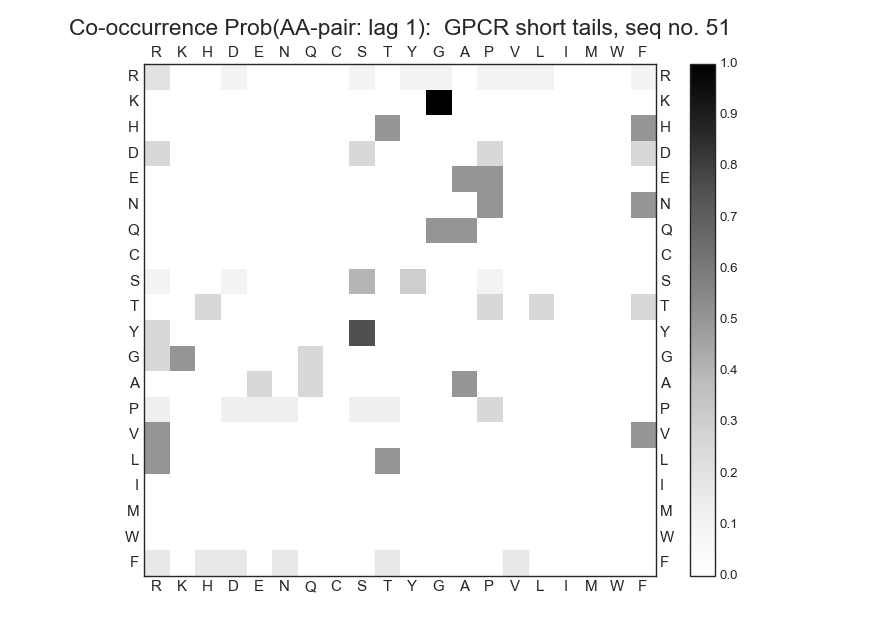 Co-occurrence Prob(AA-pair: lag 1):  GPCR short tails, seq no. 51
R K H D E N Q C S T Y G A P V L I M W F
1.0
R R
0.9
K K
H H
0.8
D D
E E
0.7
N N
0.6
Q Q
C C
0.5
S S
T T
0.4
Y Y
G G
0.3
A A
P P
0.2
V V
L L
0.1
I I
M M
W W
F F
0.0
R K H D E N Q C S T Y G A P V L I M W F